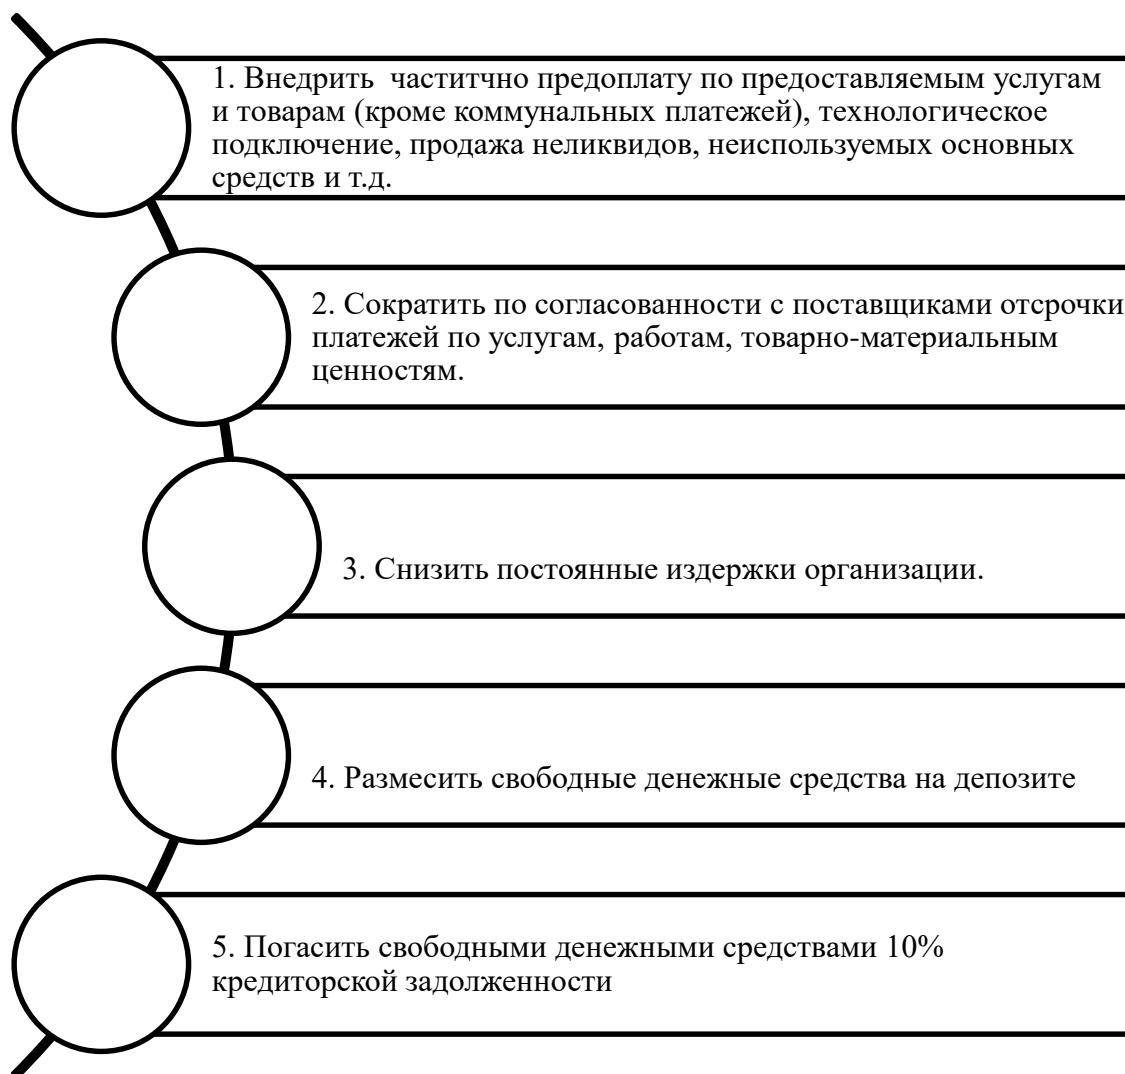 1. Внедрить  частитчно предоплату по предоставляемым услугам
и товарам (кроме коммунальных платежей), технологическое
подключение, продажа неликвидов, неиспользуемых основных
средств и т.д.
2. Сократить по согласованности с поставщиками отсрочки
платежей по услугам, работам, товарно-материальным
ценностям.
3. Снизить постоянные издержки организации.
4. Размесить свободные денежные средства на депозите
5. Погасить свободными денежными средствами 10%
кредиторской задолженности